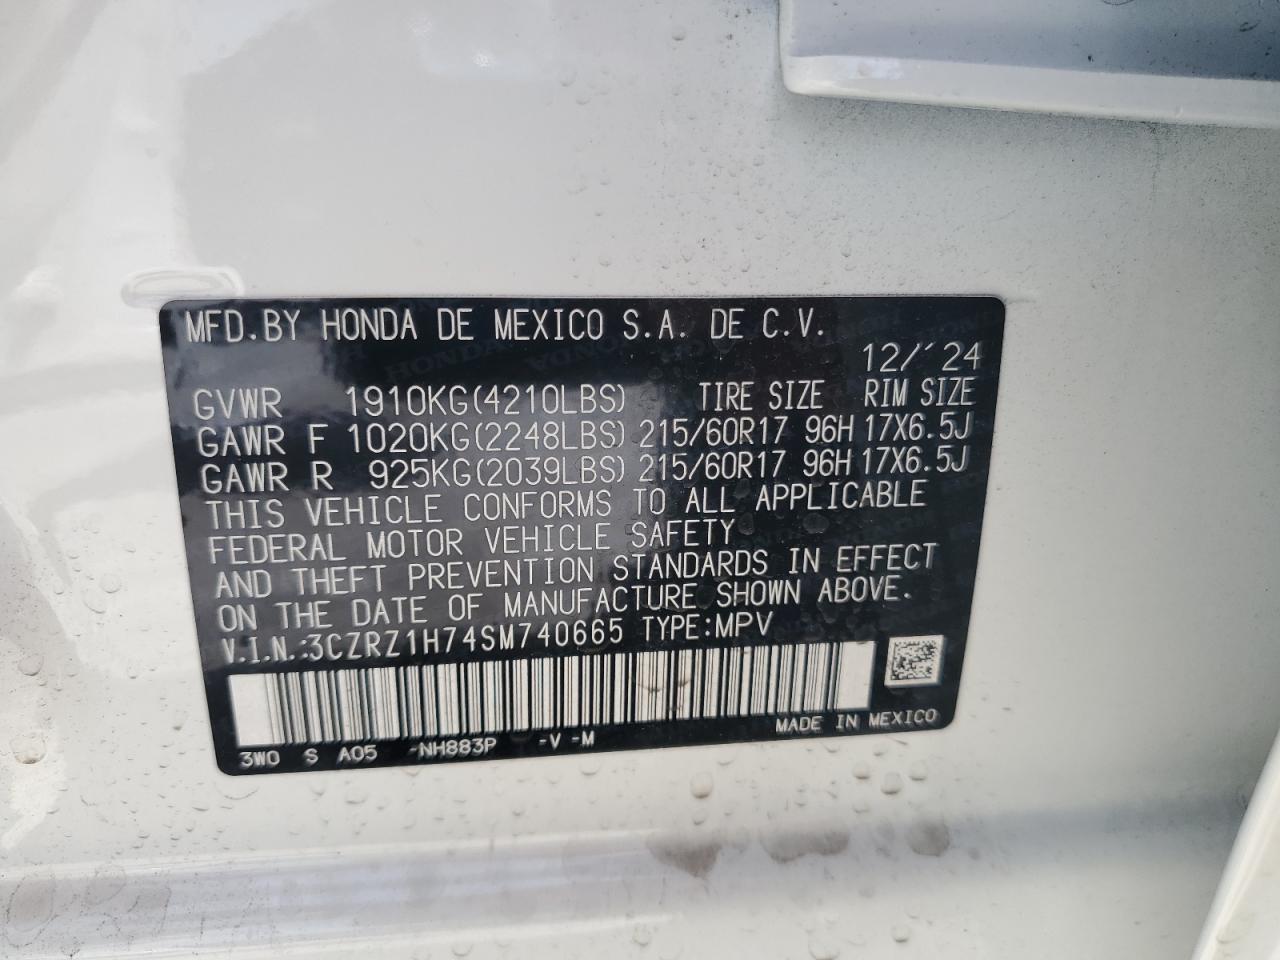 MFD.BY HONDA DE MEXICO S.A. DE C.V.
12/´24
GVWR 1910KG(4210LBS) TIRE SIZE RIM SIZE
GAWR F 1020KG(2248LBS) 215/60R17 96H 17X6.5J
GAWR R 925KG(2039LBS) 215/60R17 96H 17X6.5J
THIS VEHICLE CONFORMS TO ALL APPLICABLE
FEDERAL MOTOR VEHICLE SAFETY
AND THEFT PREVENTION STANDARDS IN EFFECT
ON THE DATE OF MANUFACTURE SHOWN ABOVE.
V.I.N.:3CZRZ1H74SM740665 TYPE:MPV
MADE IN MEXICO
3W0 S A05 -NH883P -V -M